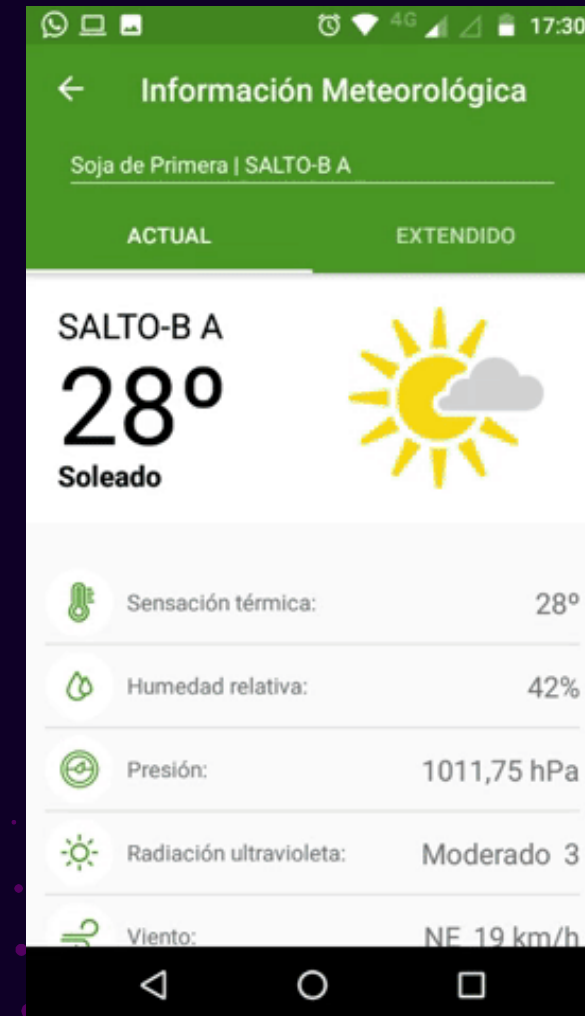 4G 17:30
Información Meteorológica
Soja de Primera | SALTO-B A
ACTUAL EXTENDIDO
SALTO-B A
28º
Soleado
Sensación térmica: 28º
Humedad relativa: 42%
Presión: 1011,75 hPa
Radiación ultravioleta: Moderado 3
Viento: NE 19 km/h